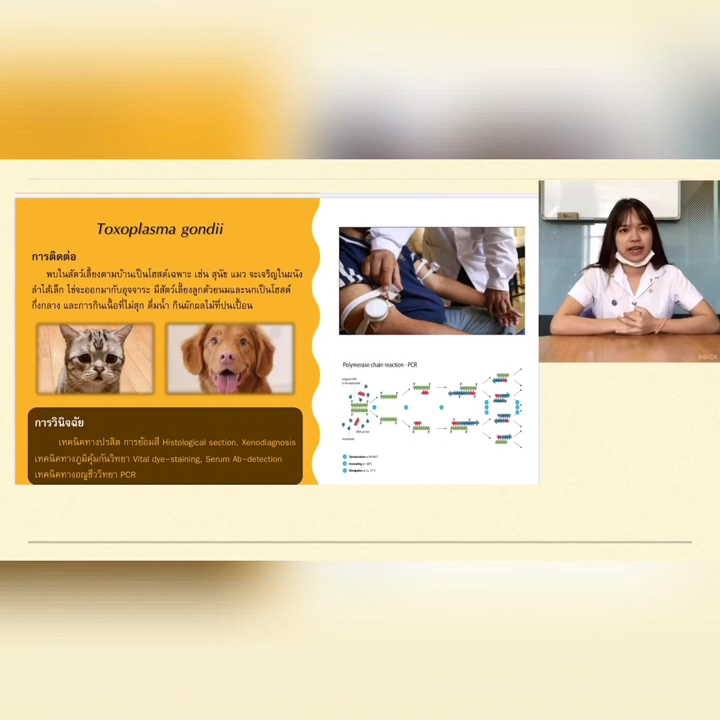 Toxoplasma gondii
การติดต่อ
พบในสัตว์เลี้ยงตามบ้านเป็นโฮสต์เฉพาะ เช่น สุนัข แมว จะเจริญในผนัง
ลำไส้เล็ก ไข่จะออกมากับอุจจาระ มีสัตว์เลี้ยงลูกด้วยนมและนกเป็นโฮสต์
กึ่งกลาง และการกินเนื้อที่ไม่สุก ดื่มน้ำ กินผักผลไม้ที่ปนเปื้อน
การวินิจฉัย
เทคนิคทางปรสิต การย้อมสี Histological section, Xenodiagnosis
เทคนิคทางภูมิคุ้มกันวิทยา Vital dye-staining, Serum Ab-detection
เทคนิคทางอณูชีววิทยา PCR
Polymerase chain reaction - PCR